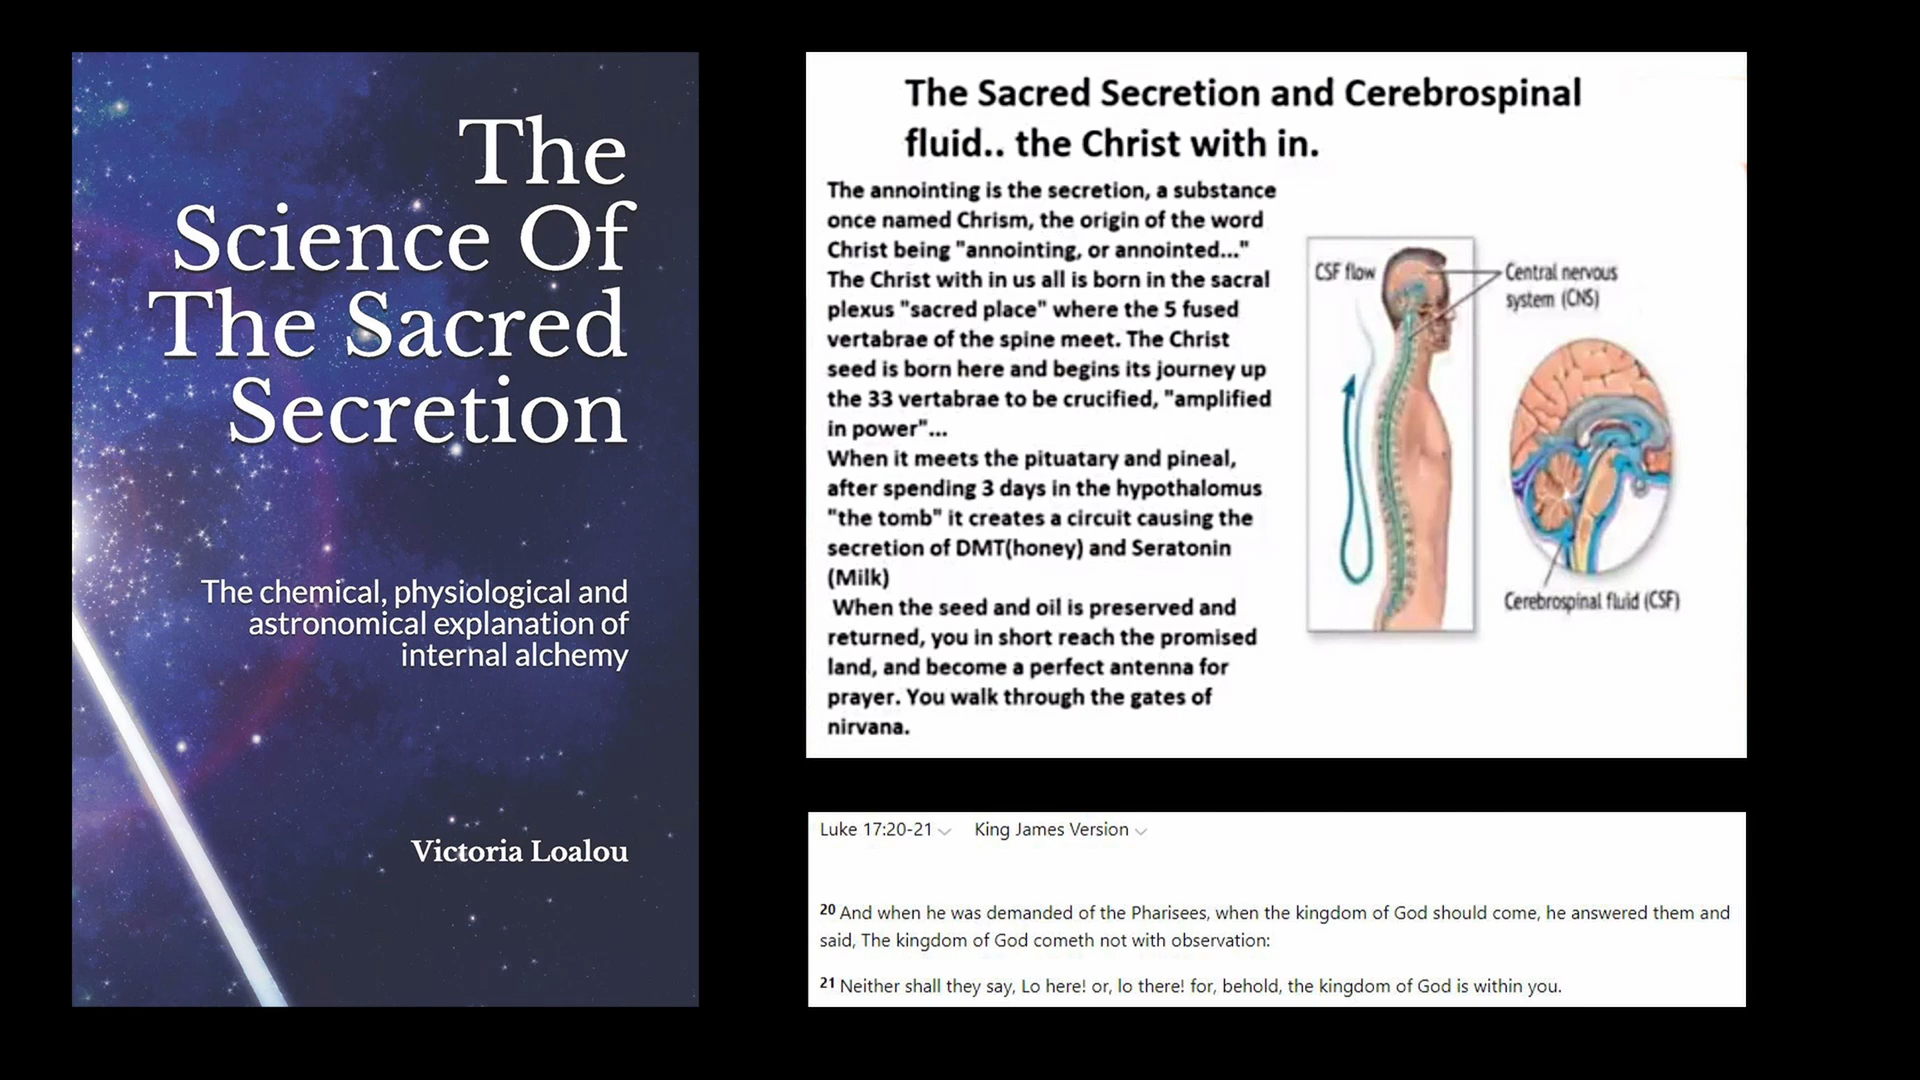 The
Science Of
The Sacred
Secretion
The chemical, physiological and
astronomical explanation of
internal alchemy
Victoria Loalou
The Sacred Secretion and Cerebrospinal
fluid.. the Christ with in.
The annointing is the secretion, a substance
once named Chrism, the origin of the word
Christ being "annointing, or annointed..."
The Christ with in us all is born in the sacral
plexus "sacred place" where the 5 fused
vertabrae of the spine meet. The Christ
seed is born here and begins its journey up
the 33 vertabrae to be crucified, "amplified
in power"...
When it meets the pituatary and pineal,
after spending 3 days in the hypothalomus
"the tomb" it creates a circuit causing the
secretion of DMT(honey) and Seratonin
(Milk)
When the seed and oil is preserved and
returned, you in short reach the promised
land, and become a perfect antenna for
prayer. You walk through the gates of
nirvana.
CSF flow
Central nervous
system (CNS)
Cerebrospinal fluid (CSF)
Luke 17:20-21 King James Version
20 And when he was demanded of the Pharisees, when the kingdom of God should come, he answered them and
said, The kingdom of God cometh not with observation:
21 Neither shall they say, Lo here! or, lo there! for, behold, the kingdom of God is within you.